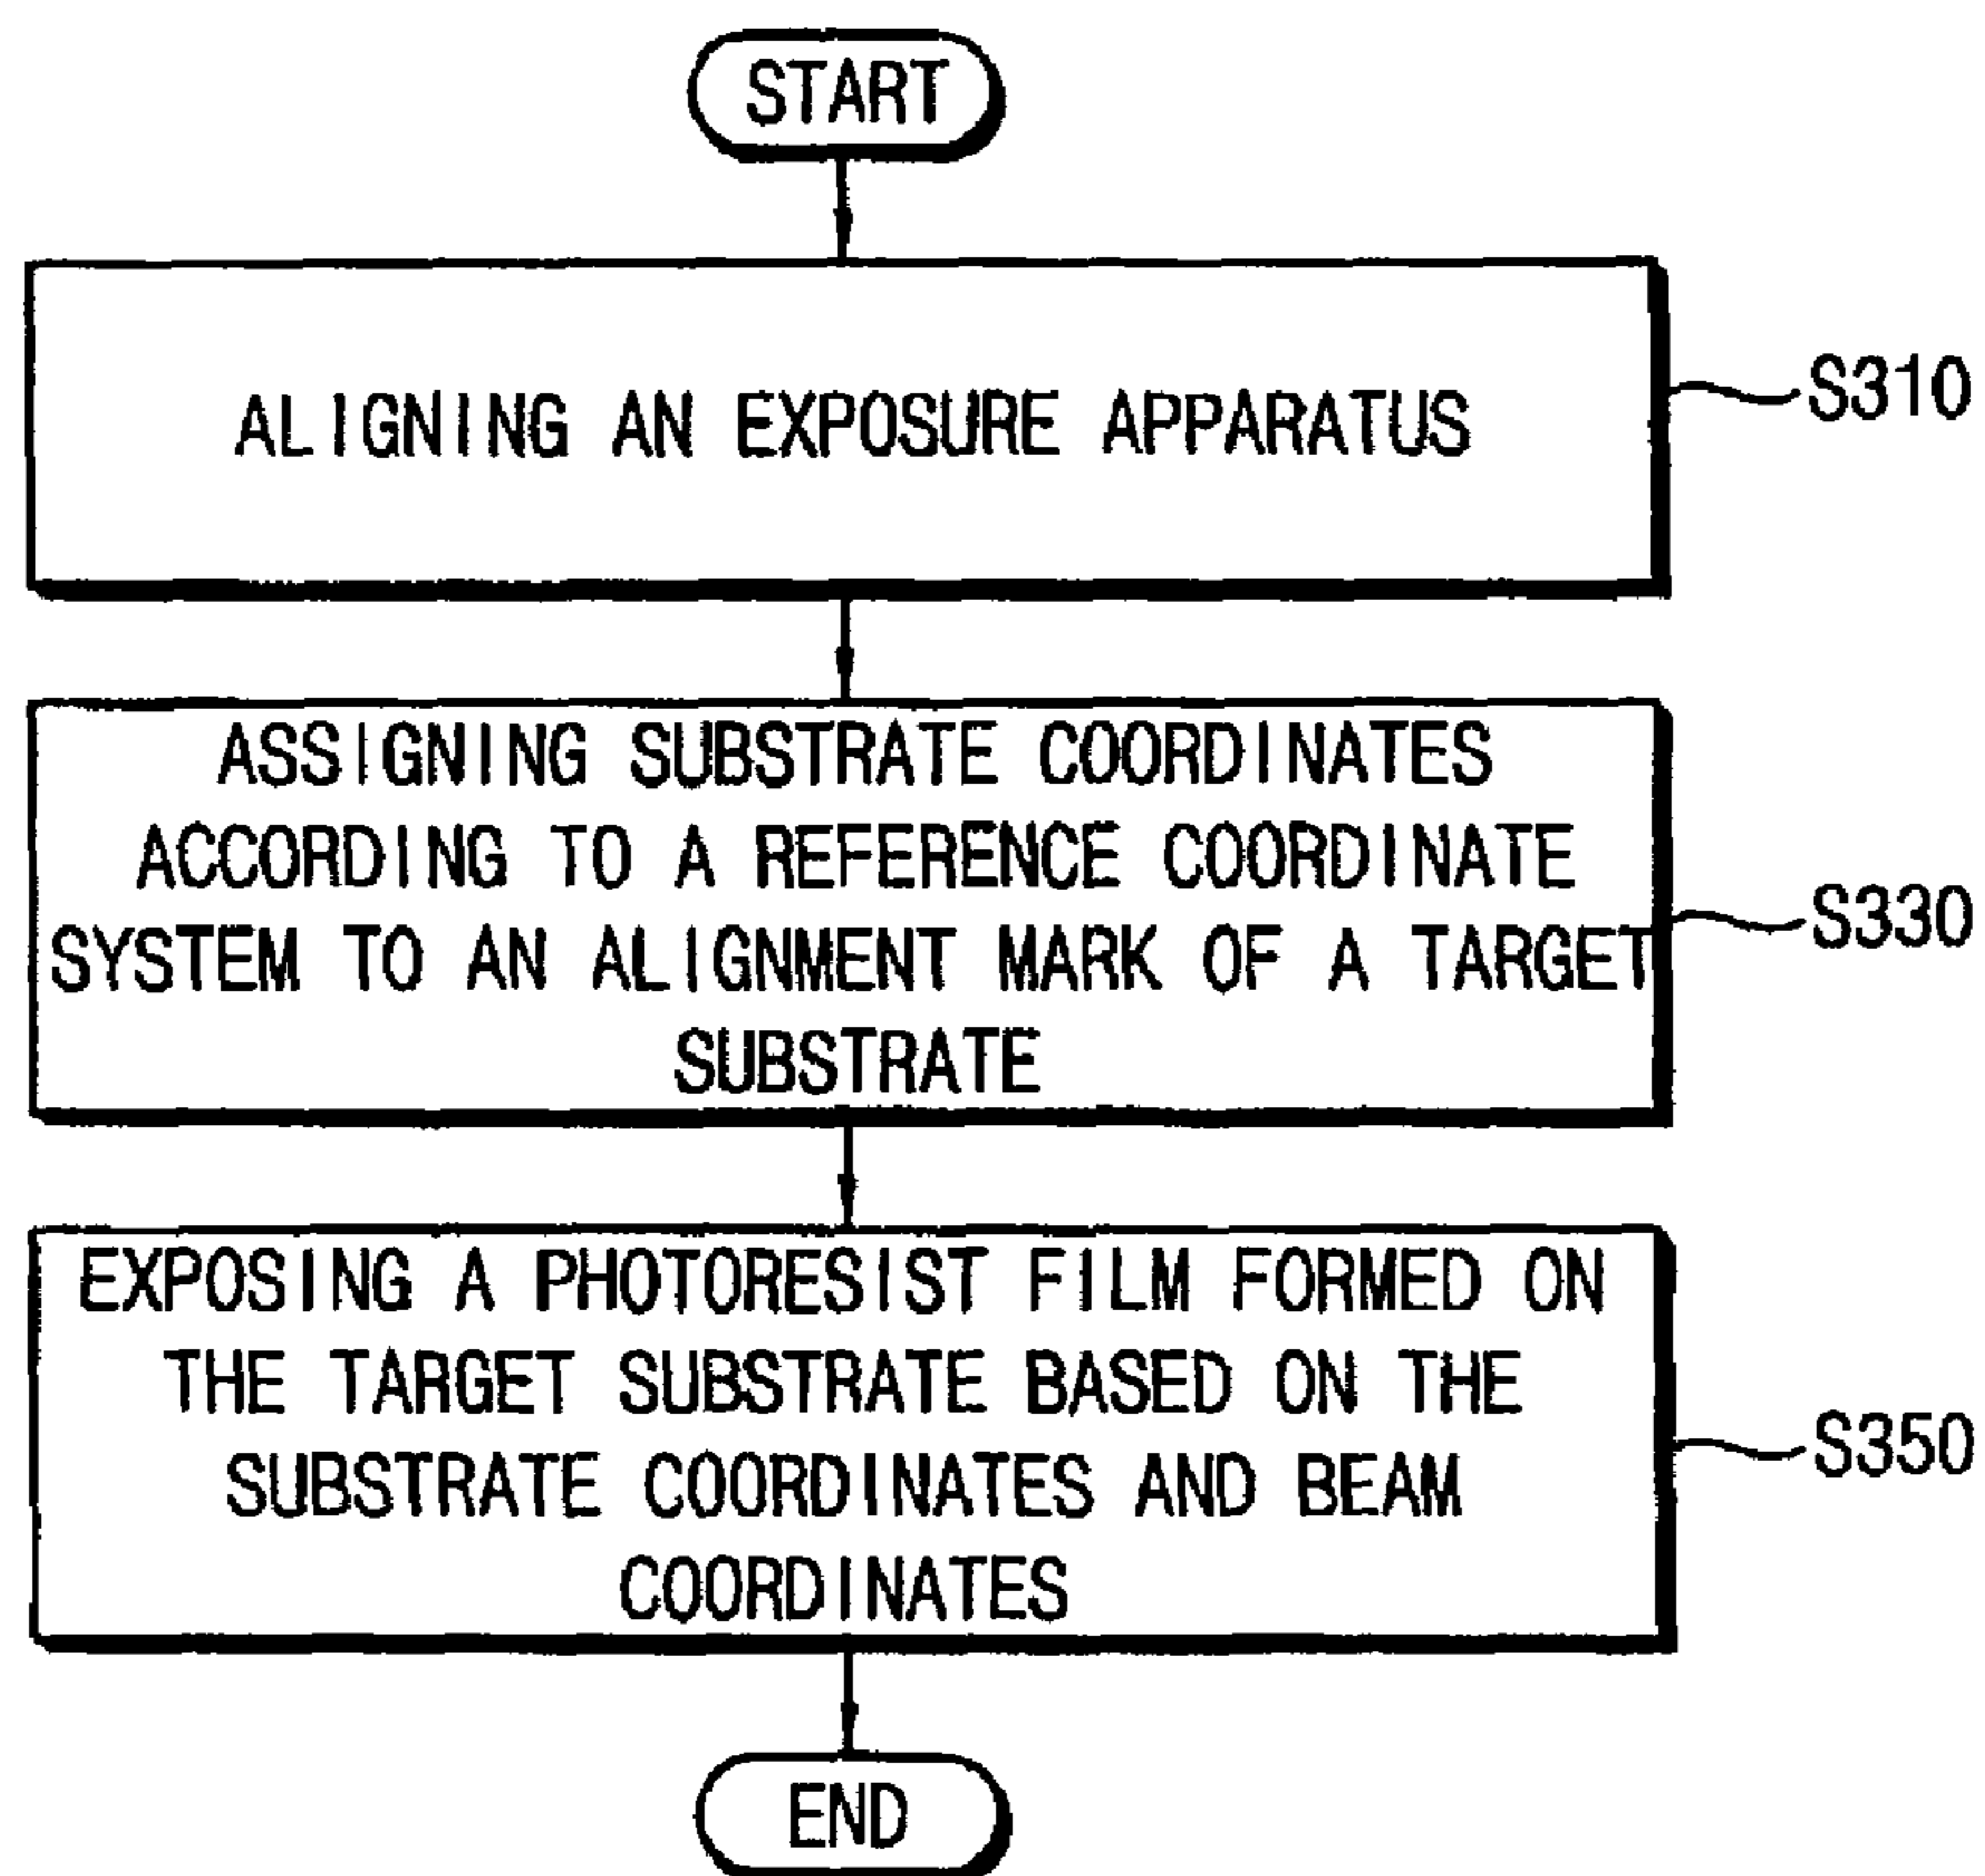 START
ALIGNING AN EXPOSURE APPARATUS
S310
ASSIGNING SUBSTRATE COORDINATES
ACCORDING TO A REFERENCE COORDINATE
SYSTEM TO AN ALIGNMENT MARK OF A TARGET
SUBSTRATE
S330
EXPOSING A PHOTORESIST FILM FORMED ON
THE TARGET SUBSTRATE BASED ON THE
SUBSTRATE COORDINATES AND BEAM
COORDINATES
S350
END